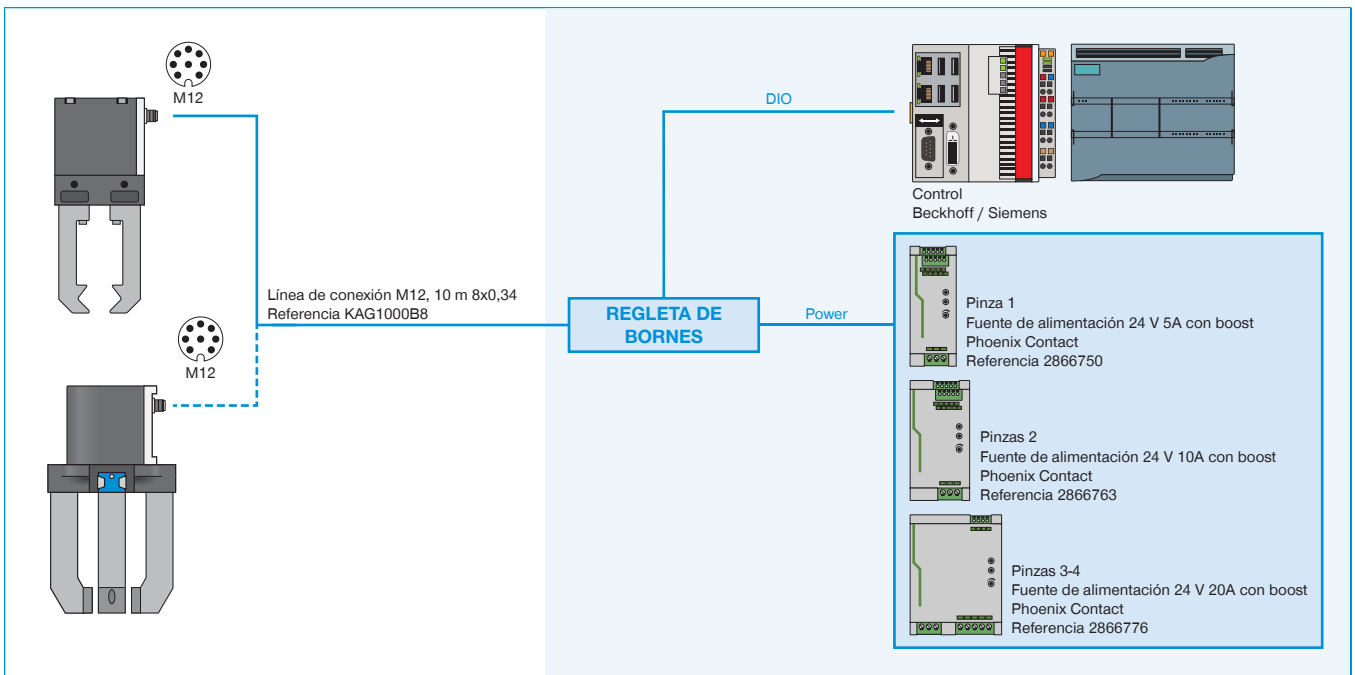 M12
M12
Línea de conexión M12, 10 m 8x0,34
Referencia KAG1000B8
REGLETA DE
BORNES
DIO
Power
Control
Beckhoff / Siemens
Pinza 1
Fuente de alimentación 24 V 5A con boost
Phoenix Contact
Referencia 2866750
Pinzas 2
Fuente de alimentación 24 V 10A con boost
Phoenix Contact
Referencia 2866763
Pinzas 3-4
Fuente de alimentación 24 V 20A con boost
Phoenix Contact
Referencia 2866776